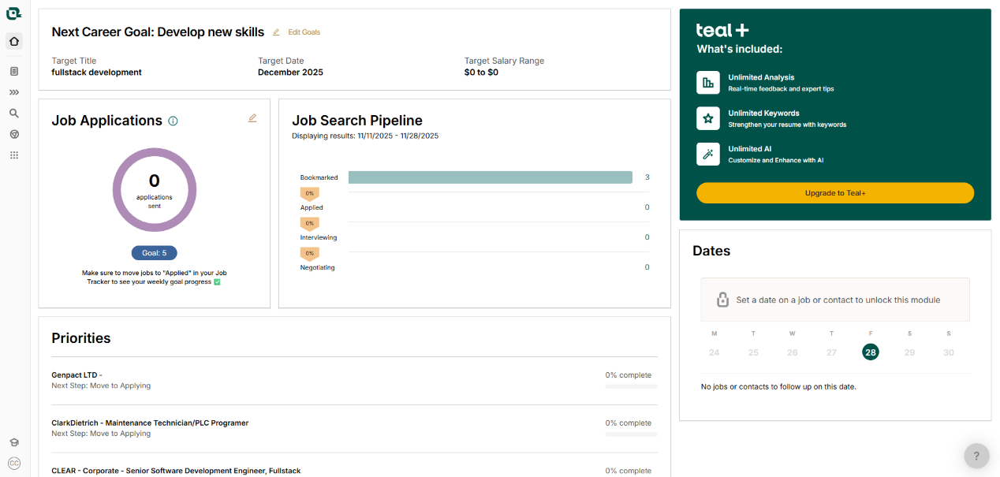 Next Career Goal: Develop new skills
Edit Goals
Target Title
fullstack development
Target Date
December 2025
Target Salary Range
$0 to $0
Job Applications
0
applications
sent
Goal: 5
Make sure to move jobs to "Applied" in your Job
Tracker to see your weekly goal progress ✅
Job Search Pipeline
Displaying results: 11/11/2025 - 11/28/2025
Bookmarked 3
0%
Applied 0
0%
Interviewing 0
0%
Negotiating 0
Priorities
Genpact LTD -
Next Step: Move to Applying
0% complete
ClarkDietrich - Maintenance Technician/PLC Programer
Next Step: Move to Applying
0% complete
CLEAR - Corporate - Senior Software Development Engineer, Fullstack
0% complete
teal+
What's included:
Unlimited Analysis
Real-time feedback and expert tips
Unlimited Keywords
Strengthen your resume with keywords
Unlimited AI
Customize and Enhance with AI
Upgrade to Teal+
Dates
Set a date on a job or contact to unlock this module
M T W T F S S
24 25 26 27 28 29 30
No jobs or contacts to follow up on this date.
CC
?